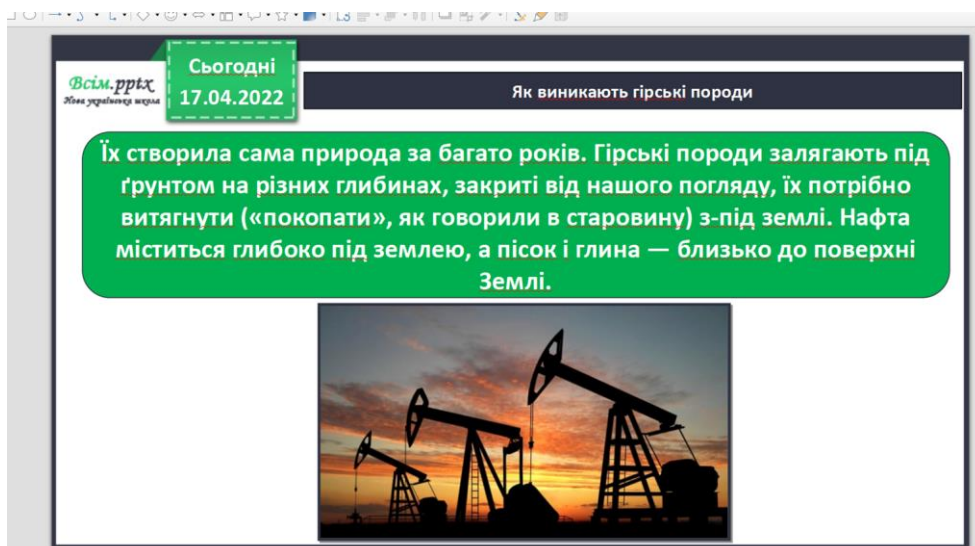 Всім.pptx
Нова українська школа
Сьогодні
17.04.2022
Як виникають гірські породи
Їх створила сама природа за багато років. Гірські породи залягають під
ґрунтом на різних глибинах, закриті від нашого погляду, їх потрібно
витягнути («покопати», як говорили в старовину) з-під землі. Нафта
міститься глибоко під землею, а пісок і глина — близько до поверхні
Землі.